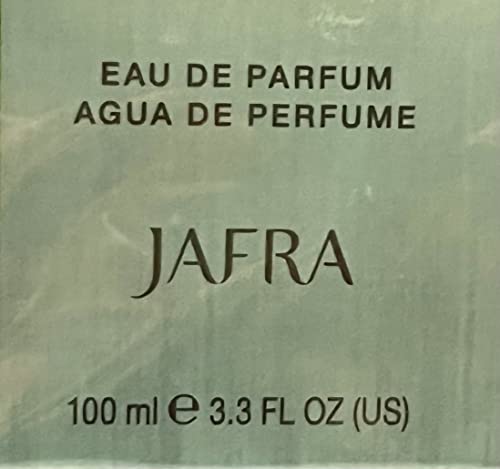 EAU DE PARFUM
AGUA DE PERFUME
JAFRA
100 ml ℮ 3.3 FL OZ (US)